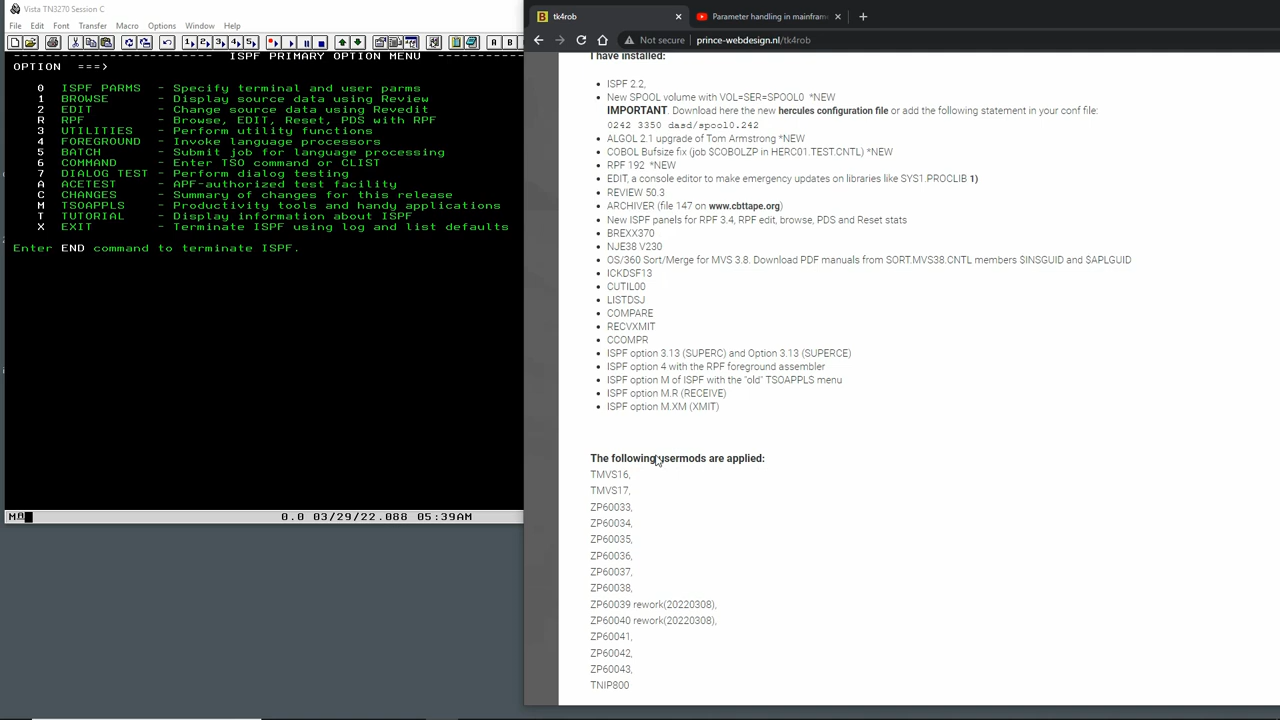 Vista TN3270 Session C
File Edit Font Transfer Macro Options Window Help
ISPF PRIMARY OPTION MENU
OPTION ===>
0 ISPF PARMS - Specify terminal and user parms
1 BROWSE - Display source data using Review
2 EDIT - Change source data using Revedit
R RPF - Browse, EDIT, Reset, PDS with RPF
3 UTILITIES - Perform utility functions
4 FOREGROUND - Invoke language processors
5 BATCH - Submit job for language processing
6 COMMAND - Enter TSO command or CLIST
7 DIALOG TEST - Perform dialog testing
A ACETEST - APF-authorized test facility
C CHANGES - Summary of changes for this release
M TSOAPPLS - Productivity tools and handy applications
T TUTORIAL - Display information about ISPF
X EXIT - Terminate ISPF using log and list defaults
Enter END command to terminate ISPF.
0.0 03/29/22.088 05:39AM
tk4rob
Parameter handling in mainfram
Not secure prince-webdesign.nl/tk4rob
I have installed:
ISPF 2.2,
New SPOOL volume with VOL=SER=SPOOL0 *NEW
IMPORTANT. Download here the new hercules configuration file or add the following statement in your conf file:
0242 3350 dasd/spool0.242
ALGOL 2.1 upgrade of Tom Armstrong *NEW
COBOL Bufsize fix (job $COBOLZP in HERC01.TEST.CNTL) *NEW
RPF 192 *NEW
EDIT, a console editor to make emergency updates on libraries like SYS1.PROCLIB 1)
REVIEW 50.3
ARCHIVER (file 147 on www.cbttape.org)
New ISPF panels for RPF 3.4, RPF edit, browse, PDS and Reset stats
BREXX370
NJE38 V230
OS/360 Sort/Merge for MVS 3.8. Download PDF manuals from SORT.MVS38.CNTL members $INSGUID and $APLGUID
ICKDSF13
CUTIL00
LISTDSJ
COMPARE
RECVXMIT
CCOMPR
ISPF option 3.13 (SUPERC) and Option 3.13 (SUPERCE)
ISPF option 4 with the RPF foreground assembler
ISPF option M of ISPF with the "old" TSOAPPLS menu
ISPF option M.R (RECEIVE)
ISPF option M.XM (XMIT)
The following usermods are applied:
TMVS16,
TMVS17,
ZP60033,
ZP60034,
ZP60035,
ZP60036,
ZP60037,
ZP60038,
ZP60039 rework(20220308),
ZP60040 rework(20220308),
ZP60041,
ZP60042,
ZP60043,
TNIP800